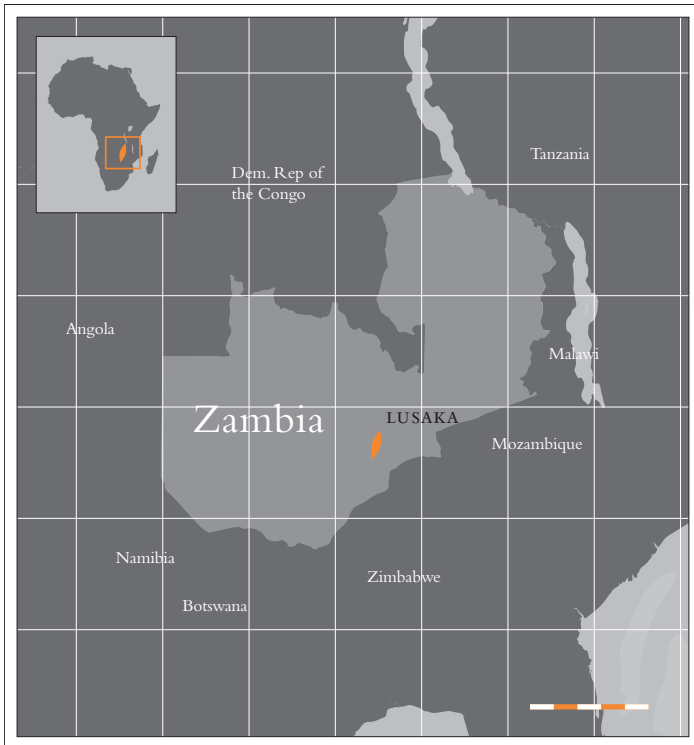 Tanzania
Dem. Rep of
the Congo
Angola
Malawi
Zambia
LUSAKA
Mozambique
Namibia
Zimbabwe
Botswana